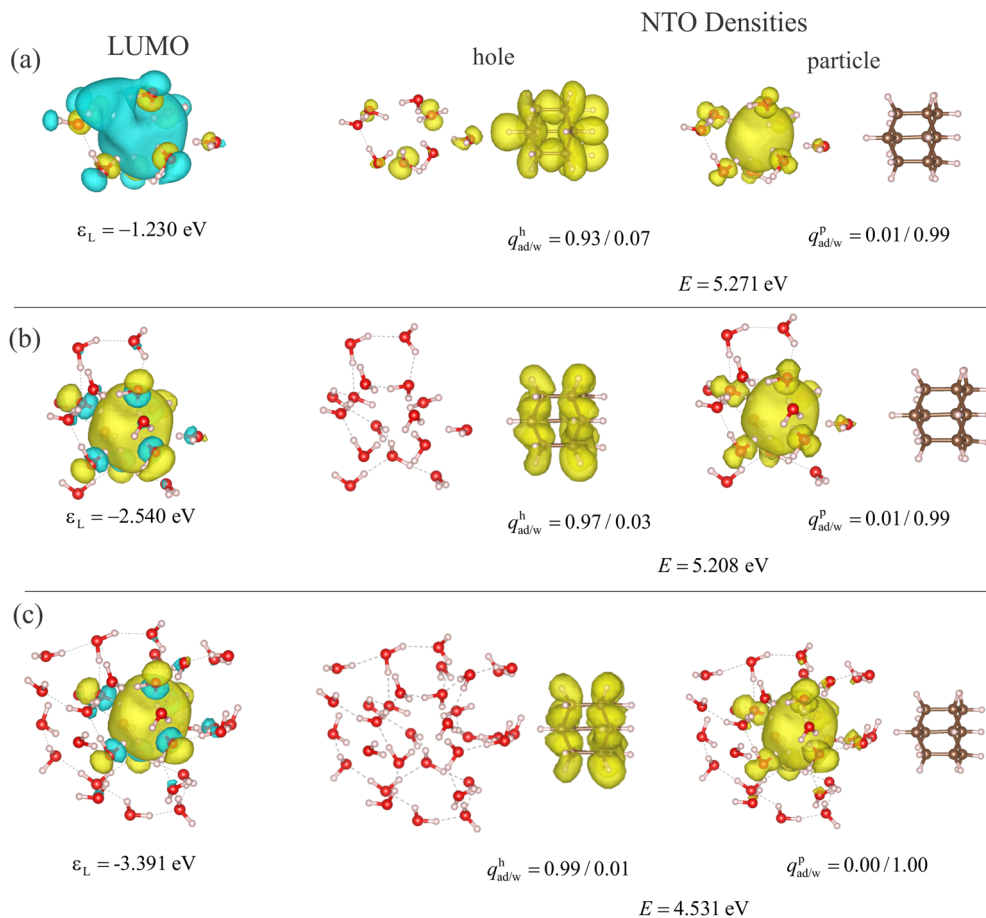 LUMO
NTO Densities
hole
particle
(a)
ε_L = −1.230 eV
q^h_ad/w = 0.93 / 0.07
q^p_ad/w = 0.01 / 0.99
E = 5.271 eV
(b)
ε_L = −2.540 eV
q^h_ad/w = 0.97 / 0.03
q^p_ad/w = 0.01 / 0.99
E = 5.208 eV
(c)
ε_L = -3.391 eV
q^h_ad/w = 0.99 / 0.01
q^p_ad/w = 0.00 / 1.00
E = 4.531 eV